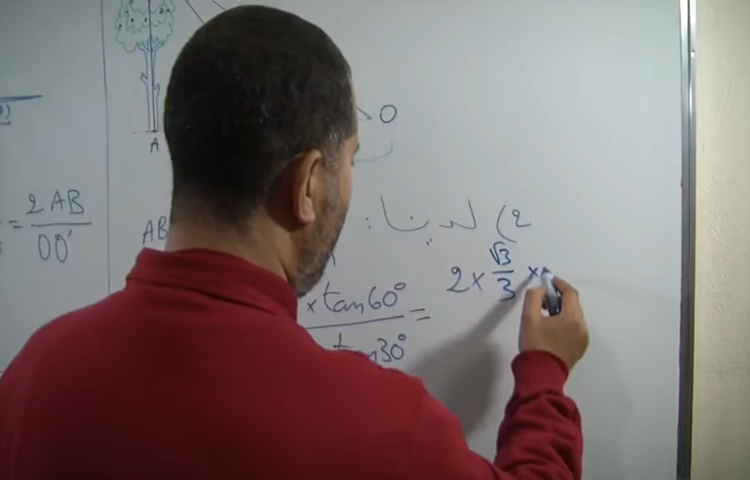 A
O
= 2AB
OO'
AB
2) لدينا :
x tan60° =
tan30°
2 x √3/3 x